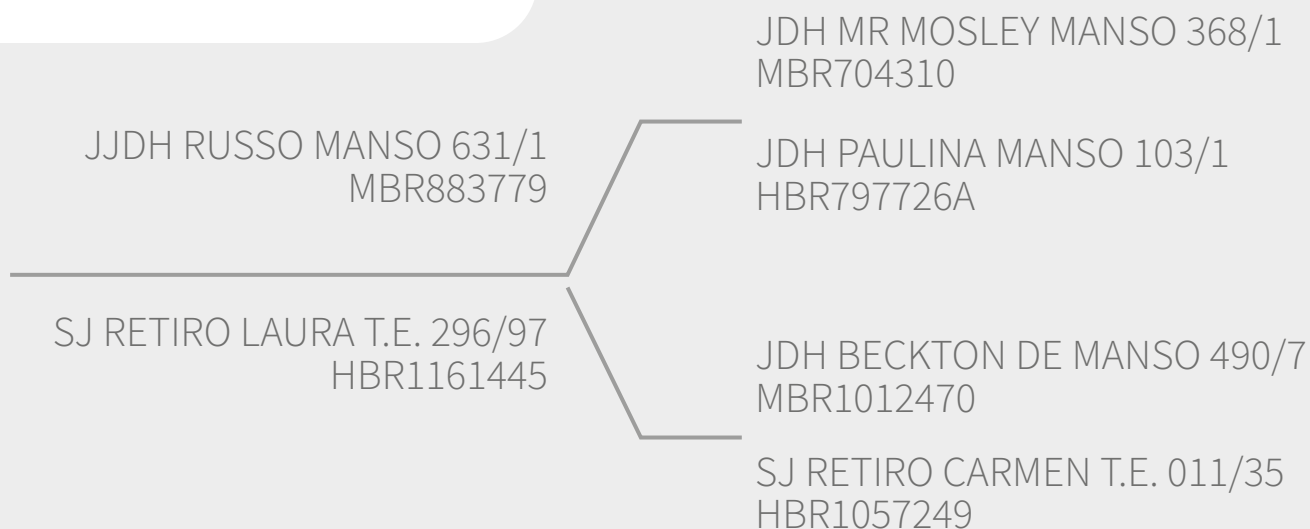 JJDH RUSSO MANSO 631/1
MBR883779
SJ RETIRO LAURA T.E. 296/97
HBR1161445
JDH MR MOSLEY MANSO 368/1
MBR704310
JDH PAULINA MANSO 103/1
HBR797726A
JDH BECKTON DE MANSO 490/7
MBR1012470
SJ RETIRO CARMEN T.E. 011/35
HBR1057249